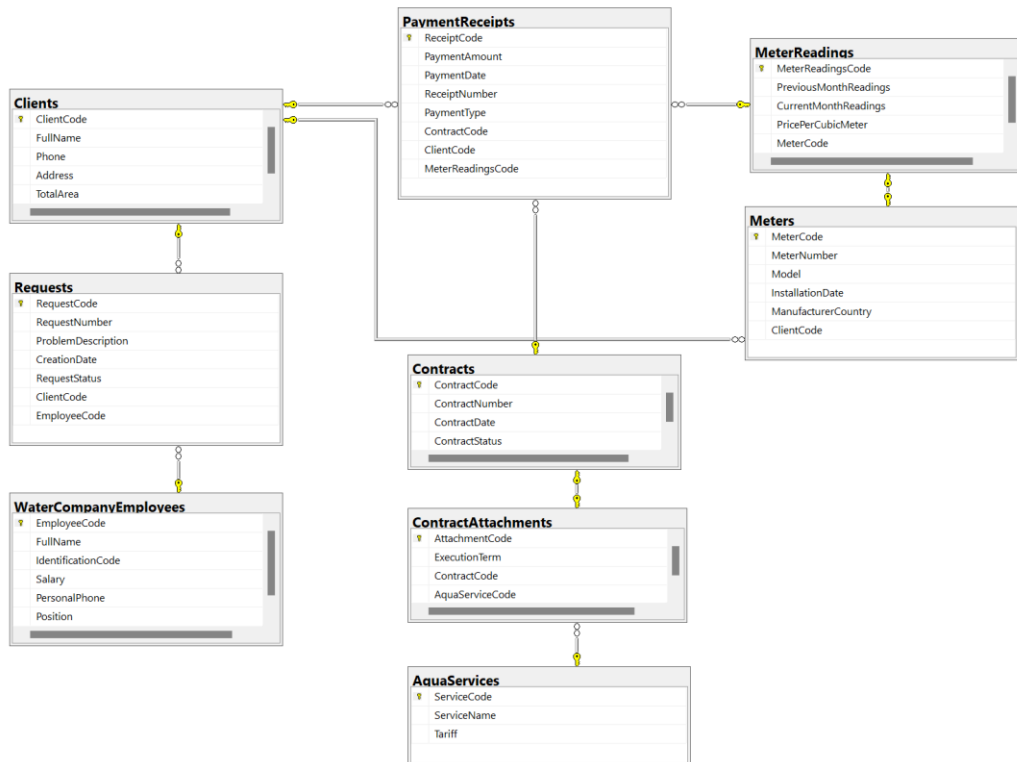 PaymentReceipts
ReceiptCode
PaymentAmount
PaymentDate
ReceiptNumber
PaymentType
ContractCode
ClientCode
MeterReadingsCode
MeterReadings
MeterReadingsCode
PreviousMonthReadings
CurrentMonthReadings
PricePerCubicMeter
MeterCode
Clients
ClientCode
FullName
Phone
Address
TotalArea
Meters
MeterCode
MeterNumber
Model
InstallationDate
ManufacturerCountry
ClientCode
Requests
RequestCode
RequestNumber
ProblemDescription
CreationDate
RequestStatus
ClientCode
EmployeeCode
Contracts
ContractCode
ContractNumber
ContractDate
ContractStatus
WaterCompanyEmployees
EmployeeCode
FullName
IdentificationCode
Salary
PersonalPhone
Position
ContractAttachments
AttachmentCode
ExecutionTerm
ContractCode
AquaServiceCode
AquaServices
ServiceCode
ServiceName
Tariff